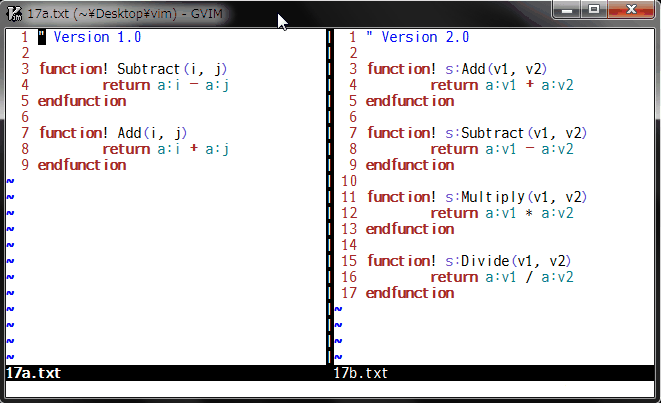 17a.txt (~¥Desktop¥vim) - GVIM
1 " Version 1.0
2
3 function! Subtract(i, j)
4         return a:i - a:j
5 endfunction
6
7 function! Add(i, j)
8         return a:i + a:j
9 endfunction
~
~
~
~
~
~
~
~
~
~
~
~
17a.txt
1 " Version 2.0
2
3 function! s:Add(v1, v2)
4         return a:v1 + a:v2
5 endfunction
6
7 function! s:Subtract(v1, v2)
8         return a:v1 - a:v2
9 endfunction
10
11 function! s:Multiply(v1, v2)
12         return a:v1 * a:v2
13 endfunction
14
15 function! s:Divide(v1, v2)
16         return a:v1 / a:v2
17 endfunction
~
~
~
~
17b.txt